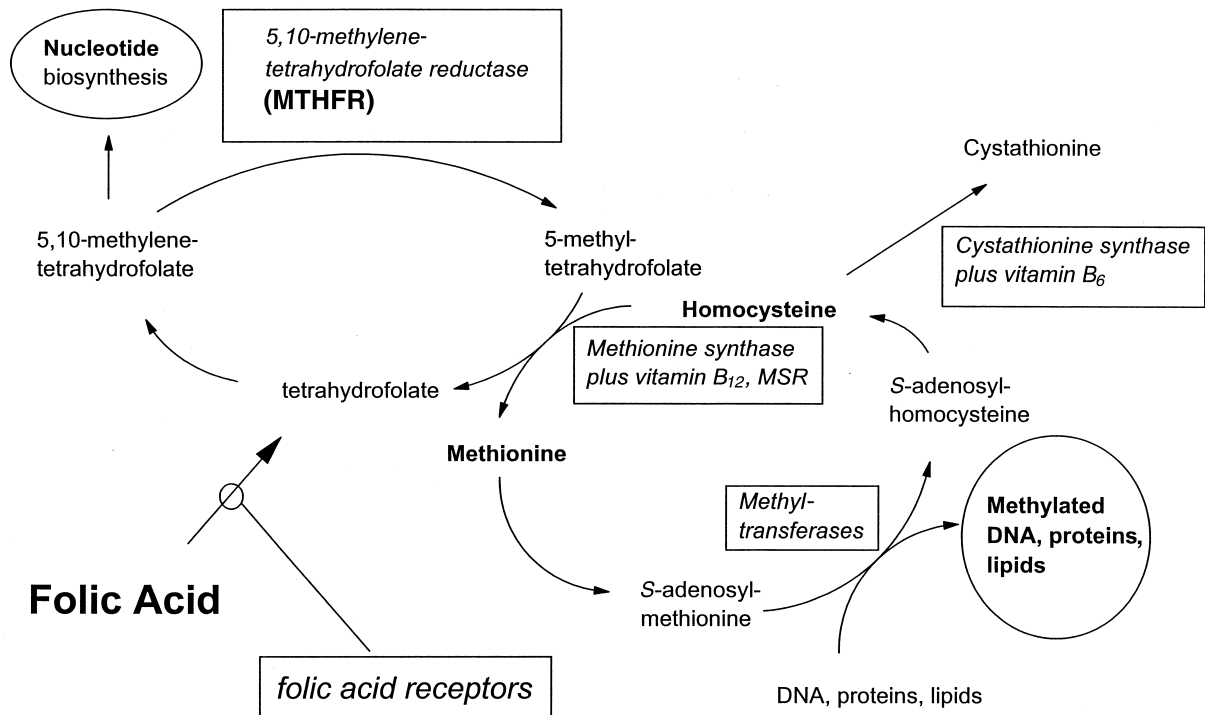 Nucleotide
biosynthesis
5,10-methylene-
tetrahydrofolate reductase
(MTHFR)
Cystathionine
5,10-methylene-
tetrahydrofolate
5-methyl-
tetrahydrofolate
Cystathionine synthase
plus vitamin B6
Homocysteine
Methionine synthase
plus vitamin B12, MSR
tetrahydrofolate
S-adenosyl-
homocysteine
Methionine
Methyl-
transferases
Methylated
DNA, proteins,
lipids
Folic Acid
S-adenosyl-
methionine
folic acid receptors
DNA, proteins, lipids